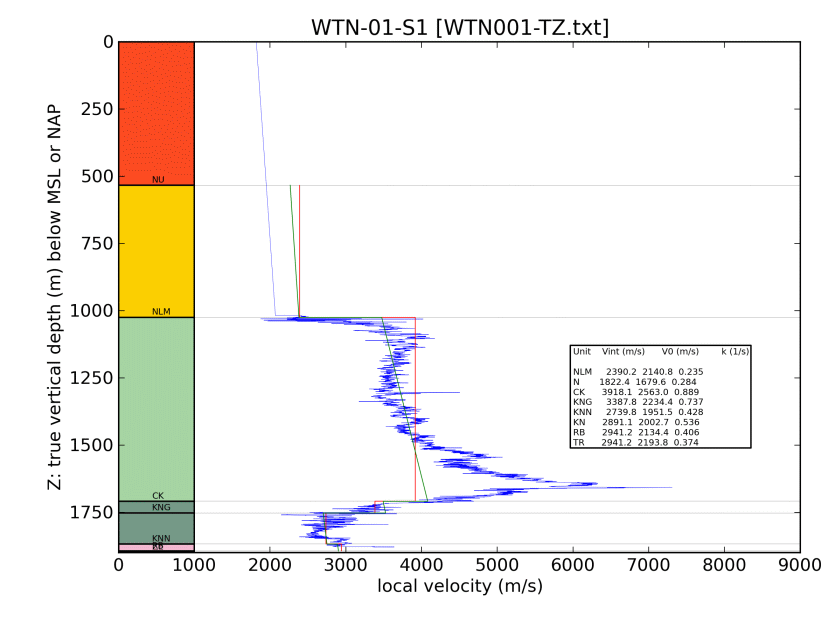 WTN-01-S1 [WTN001-TZ.txt]
Z: true vertical depth (m) below MSL or NAP
0
250
500
750
1000
1250
1500
1750
NU
NLM
CK
KNG
KNN
RB
Unit Vint (m/s) V0 (m/s) k (1/s)
NLM 2390.2 2140.8 0.235
N 1822.4 1679.6 0.284
CK 3918.1 2563.0 0.889
KNG 3387.8 2234.4 0.737
KNN 2739.8 1951.5 0.428
KN 2891.1 2002.7 0.536
RB 2941.2 2134.4 0.406
TR 2941.2 2193.8 0.374
0 1000 2000 3000 4000 5000 6000 7000 8000 9000
local velocity (m/s)